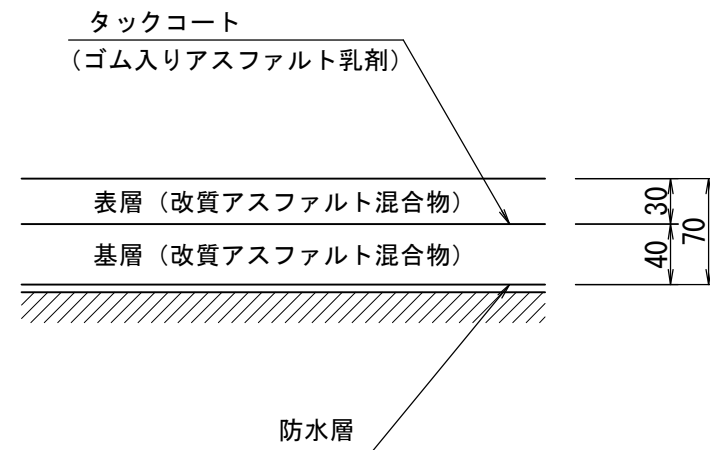 タックコート
（ゴム入りアスファルト乳剤）
表層（改質アスファルト混合物）
30
70
基層（改質アスファルト混合物）
40
防水層